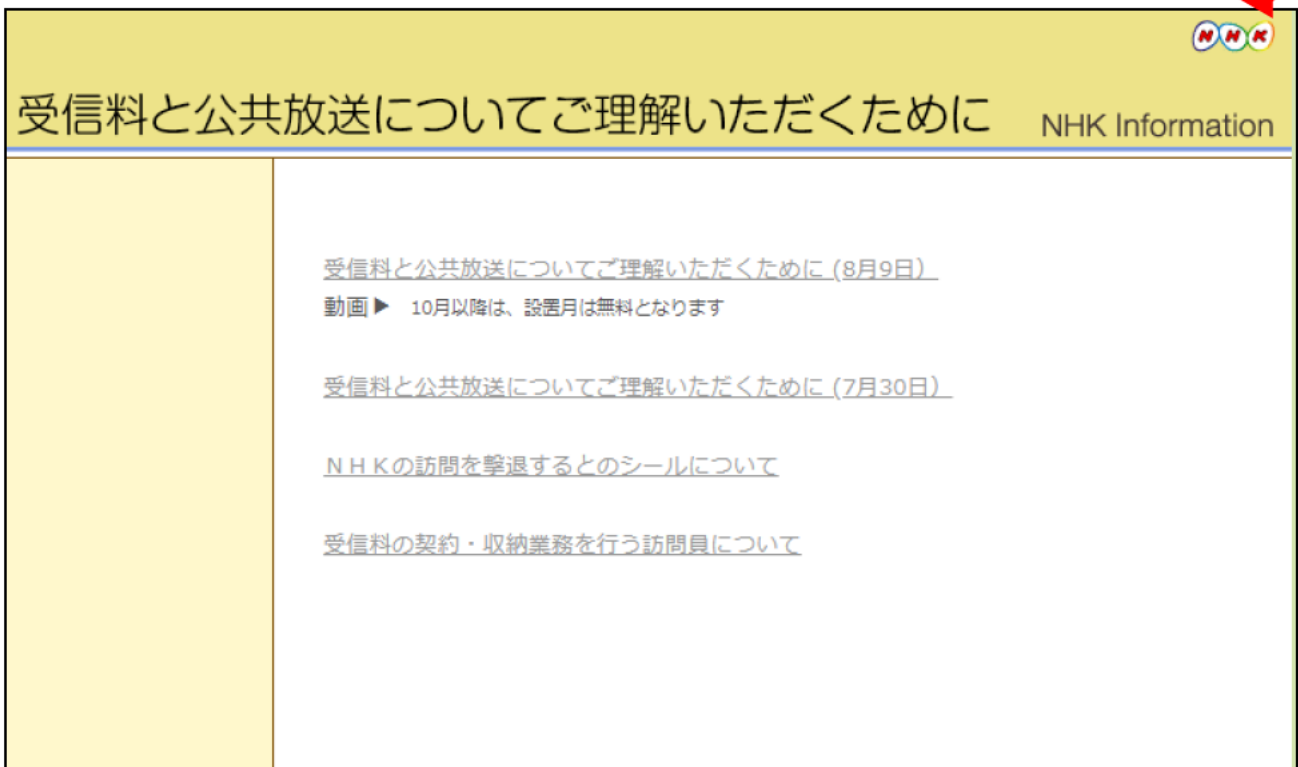 NHK
受信料と公共放送についてご理解いただくために NHK Information
受信料と公共放送についてご理解いただくために (8月9日）
動画▶ 10月以降は、設置月は無料となります
受信料と公共放送についてご理解いただくために (7月30日）
ＮＨＫの訪問を撃退するとのシールについて
受信料の契約・収納業務を行う訪問員について